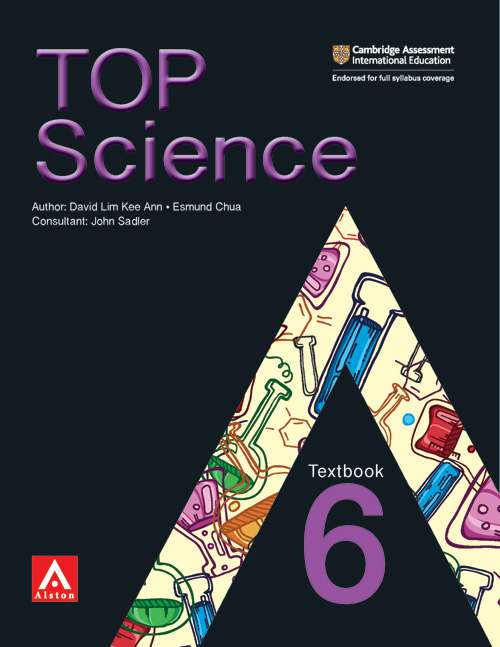 TOP
Science
Cambridge Assessment
International Education
Endorsed for full syllabus coverage
Author: David Lim Kee Ann • Esmund Chua
Consultant: John Sadler
Textbook
6
Alston